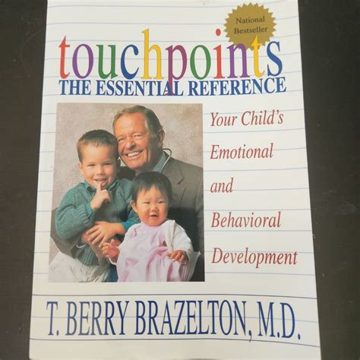 National
Bestseller
touchpoints
THE ESSENTIAL REFERENCE
Your Child's
Emotional
and
Behavioral
Development
T. BERRY BRAZELTON, M.D.